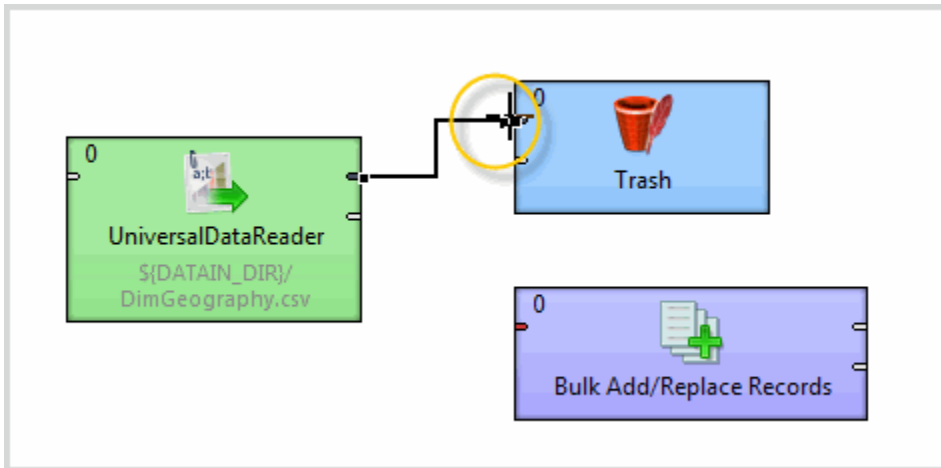 0
Trash
0
a;b
UniversalDataReader
${DATAIN_DIR}/
DimGeography.csv
0
Bulk Add/Replace Records